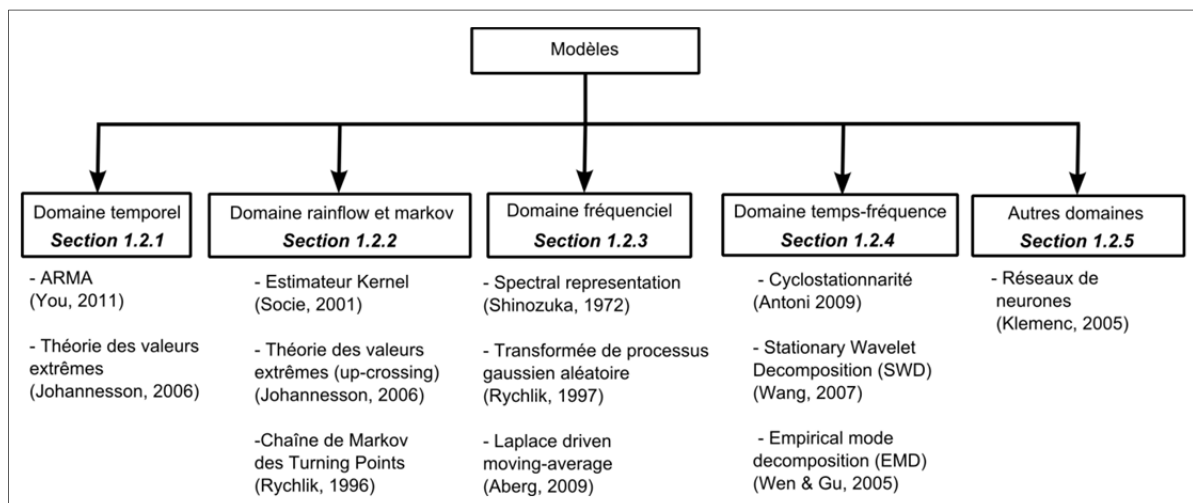 Modèles
Domaine temporel
Section 1.2.1
- ARMA
(You, 2011)
- Théorie des valeurs
extrêmes
(Johannesson, 2006)
Domaine rainflow et markov
Section 1.2.2
- Estimateur Kernel
(Socie, 2001)
- Théorie des valeurs
extrêmes (up-crossing)
(Johannesson, 2006)
-Chaîne de Markov
des Turning Points
(Rychlik, 1996)
Domaine fréquenciel
Section 1.2.3
- Spectral representation
(Shinozuka, 1972)
- Transformée de processus
gaussien aléatoire
(Rychlik, 1997)
- Laplace driven
moving-average
(Aberg, 2009)
Domaine temps-fréquence
Section 1.2.4
- Cyclostationnarité
(Antoni 2009)
- Stationary Wavelet
Decomposition (SWD)
(Wang, 2007)
- Empirical mode
decomposition (EMD)
(Wen & Gu, 2005)
Autres domaines
Section 1.2.5
- Réseaux de
neurones
(Klemenc, 2005)